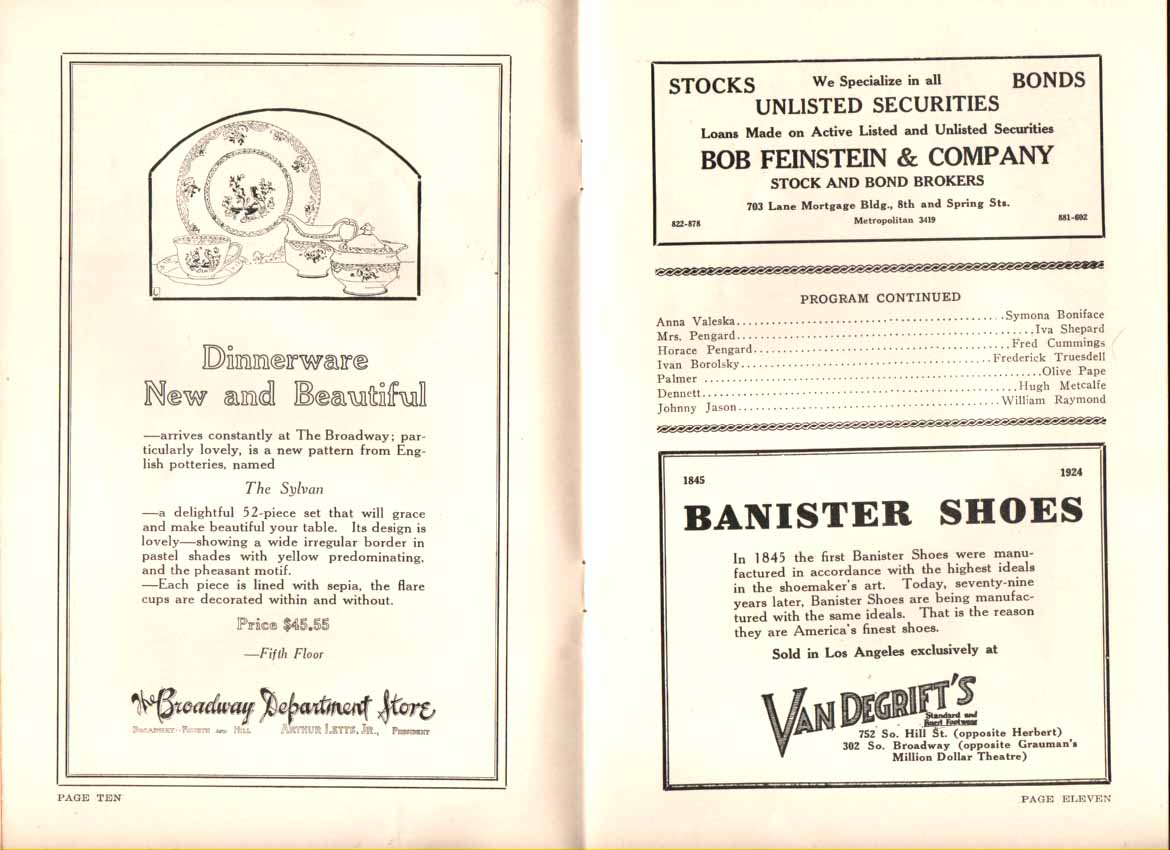 Dinnerware
New and Beautiful
—arrives constantly at The Broadway; par-
ticularly lovely, is a new pattern from Eng-
lish potteries, named
The Sylvan
—a delightful 52-piece set that will grace
and make beautiful your table. Its design is
lovely—showing a wide irregular border in
pastel shades with yellow predominating,
and the pheasant motif.
—Each piece is lined with sepia, the flare
cups are decorated within and without.
Price $45.55
—Fifth Floor
The Broadway Department Store
BROADWAY--FOURTH AND HILL ARTHUR LETTS, JR., PRESIDENT
PAGE TEN
STOCKS We Specialize in all BONDS
UNLISTED SECURITIES
Loans Made on Active Listed and Unlisted Securities
BOB FEINSTEIN & COMPANY
STOCK AND BOND BROKERS
703 Lane Mortgage Bldg., 8th and Spring Sts.
822-878 Metropolitan 3419 881-602
PROGRAM CONTINUED
Anna Valeska........................Symona Boniface
Mrs. Pengard........................Iva Shepard
Horace Pengard........................Fred Cummings
Ivan Borolsky........................Frederick Truesdell
Palmer ........................Olive Pape
Dennett........................Hugh Metcalfe
Johnny Jason........................William Raymond
1845 1924
BANISTER SHOES
In 1845 the first Banister Shoes were manu-
factured in accordance with the highest ideals
in the shoemaker's art. Today, seventy-nine
years later, Banister Shoes are being manufac-
tured with the same ideals. That is the reason
they are America's finest shoes.
Sold in Los Angeles exclusively at
VAN DEGRIFT'S
Standard and
Footwear
752 So. Hill St. (opposite Herbert)
302 So. Broadway (opposite Grauman's
Million Dollar Theatre)
PAGE ELEVEN